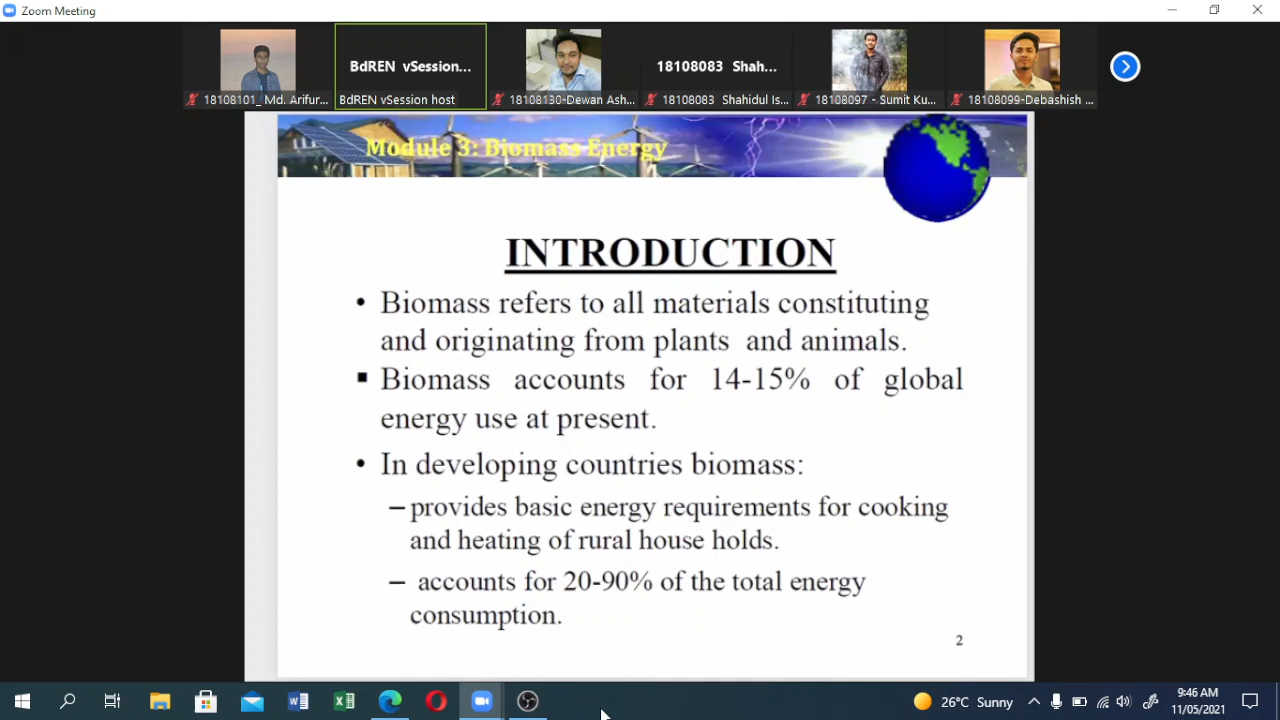 Zoom Meeting
BdREN vSession...
18108083 Shah...
18108101_ Md. Arifur...
BdREN vSession host
18108130-Dewan Ash...
18108083 Shahidul Is...
18108097 - Sumit Ku...
18108099-Debashish ...
Module 3: Biomass Energy
INTRODUCTION
• Biomass refers to all materials constituting
and originating from plants and animals.
▪ Biomass accounts for 14-15% of global
energy use at present.
• In developing countries biomass:
– provides basic energy requirements for cooking
and heating of rural house holds.
– accounts for 20-90% of the total energy
consumption.
2
26°C Sunny
9:46 AM
11/05/2021